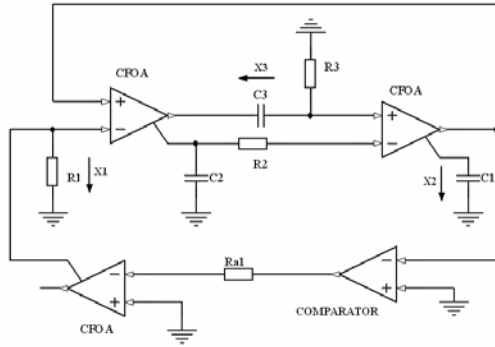 X3
R3
CFOA
C3
CFOA
+
+
−
−
R1
X1
R2
C2
X2
C1
Ra1
−
−
+
+
COMPARATOR
CFOA